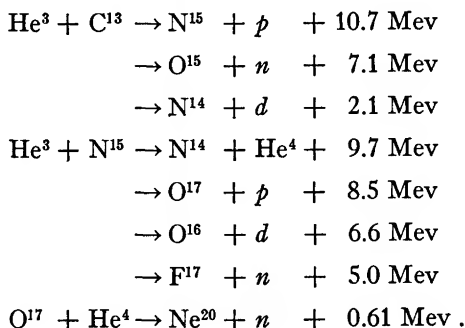 He³ + C¹³ → N¹⁵ + p + 10.7 Mev
→ O¹⁵ + n + 7.1 Mev
→ N¹⁴ + d + 2.1 Mev
He³ + N¹⁵ → N¹⁴ + He⁴ + 9.7 Mev
→ O¹⁷ + p + 8.5 Mev
→ O¹⁶ + d + 6.6 Mev
→ F¹⁷ + n + 5.0 Mev
O¹⁷ + He⁴ → Ne²⁰ + n + 0.61 Mev .